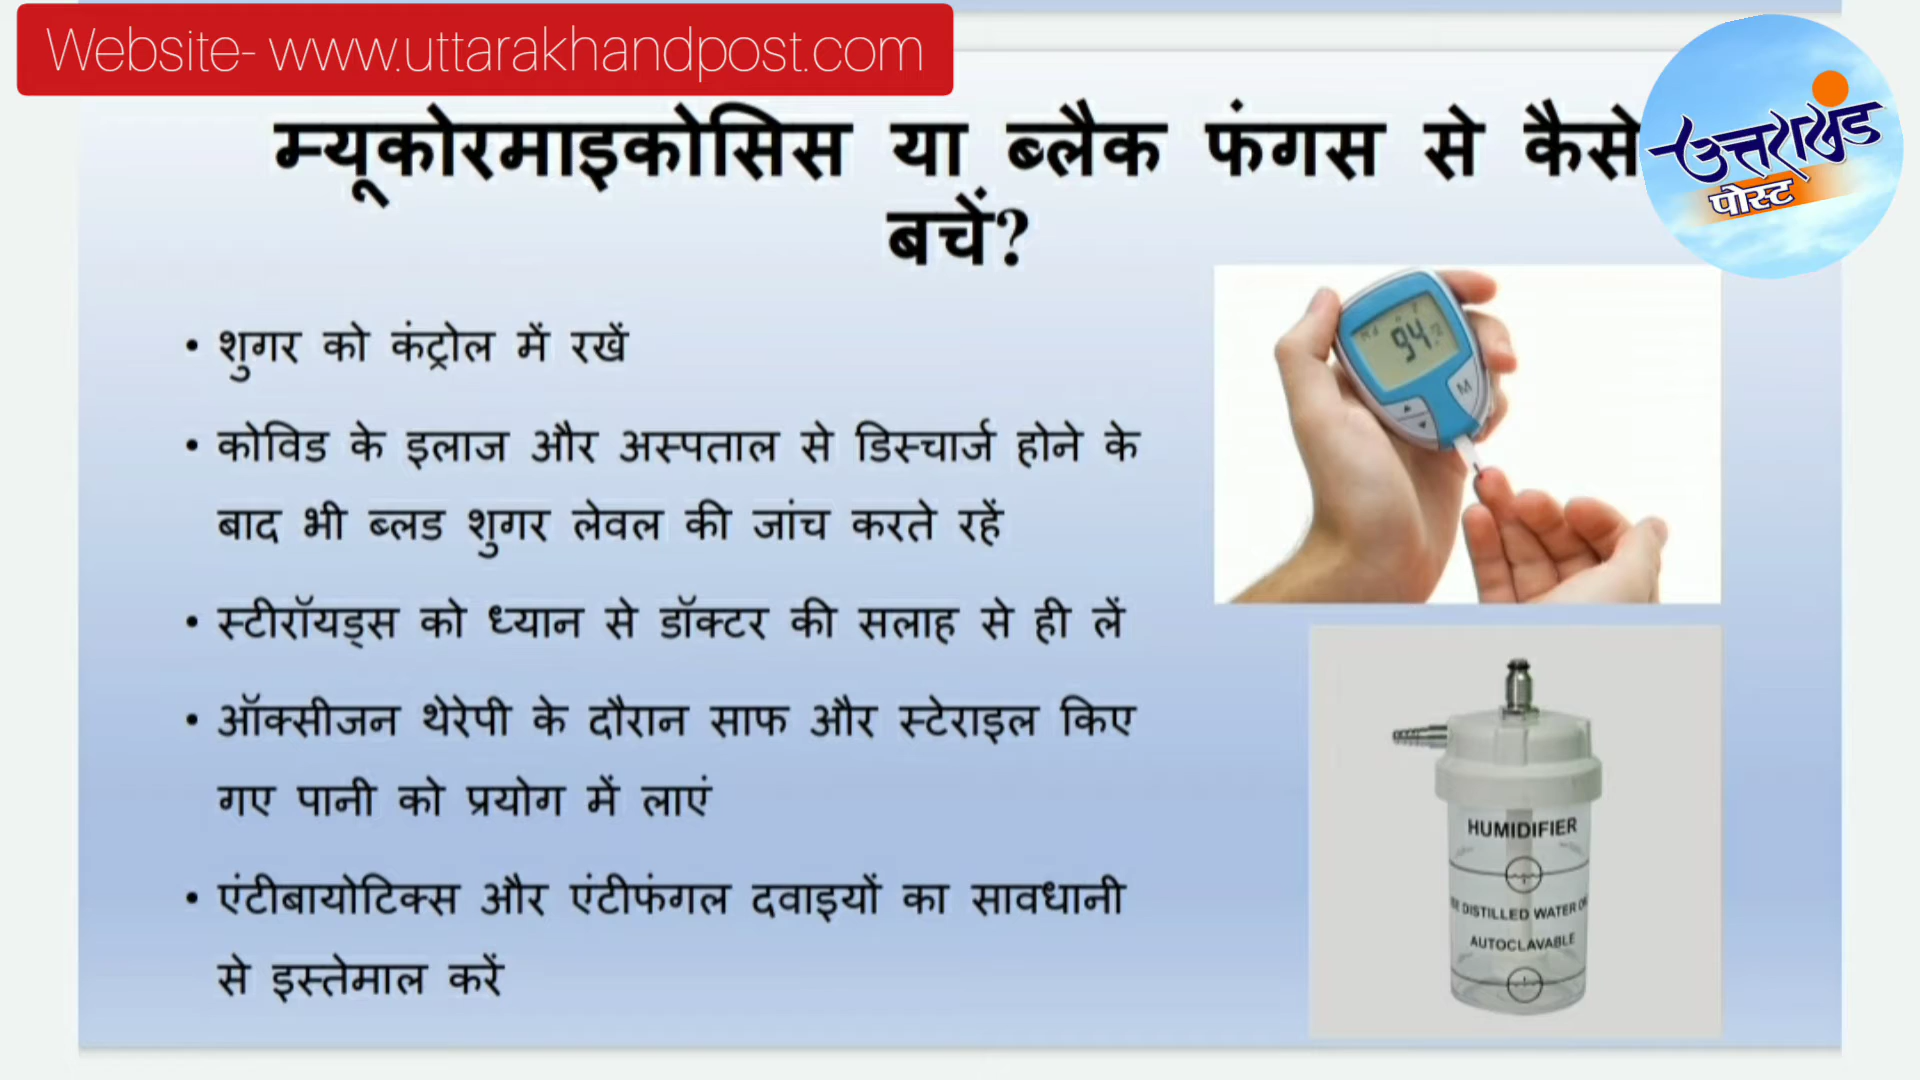 Website- www.uttarakhandpost.com
उत्तराखंड
पोस्ट
म्यूकोरमाइकोसिस या ब्लैक फंगस से कैसे
बचें?
• शुगर को कंट्रोल में रखें
• कोविड के इलाज और अस्पताल से डिस्चार्ज होने के
बाद भी ब्लड शुगर लेवल की जांच करते रहें
• स्टीरॉयड्स को ध्यान से डॉक्टर की सलाह से ही लें
• ऑक्सीजन थैरेपी के दौरान साफ और स्टेराइल किए
गए पानी को प्रयोग में लाएं
• एंटीबायोटिक्स और एंटीफंगल दवाइयों का सावधानी
से इस्तेमाल करें
94
M
HUMIDIFIER
DISTILLED WATER
AUTOCLAVABLE